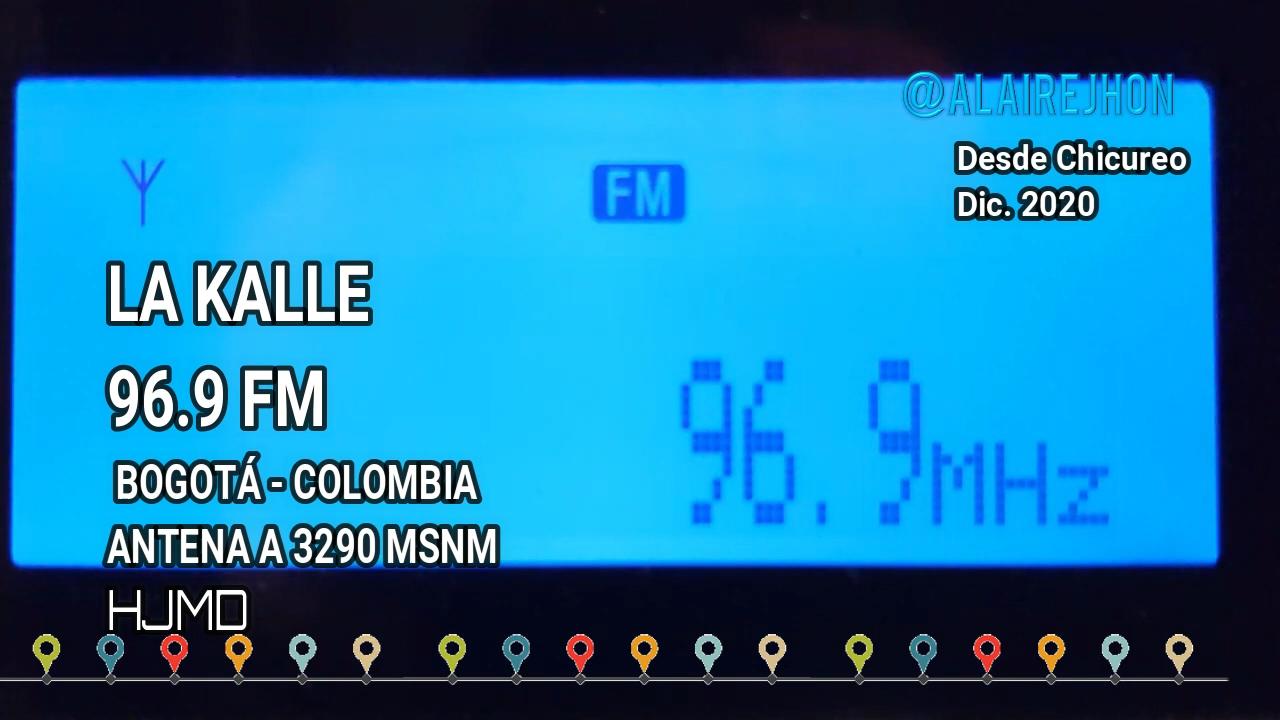 @ALAIREJHON
Desde Chicureo
Dic. 2020
FM
LA KALLE
96.9 FM
BOGOTÁ - COLOMBIA
ANTENA A 3290 MSNM
HJMD
96.9MHz